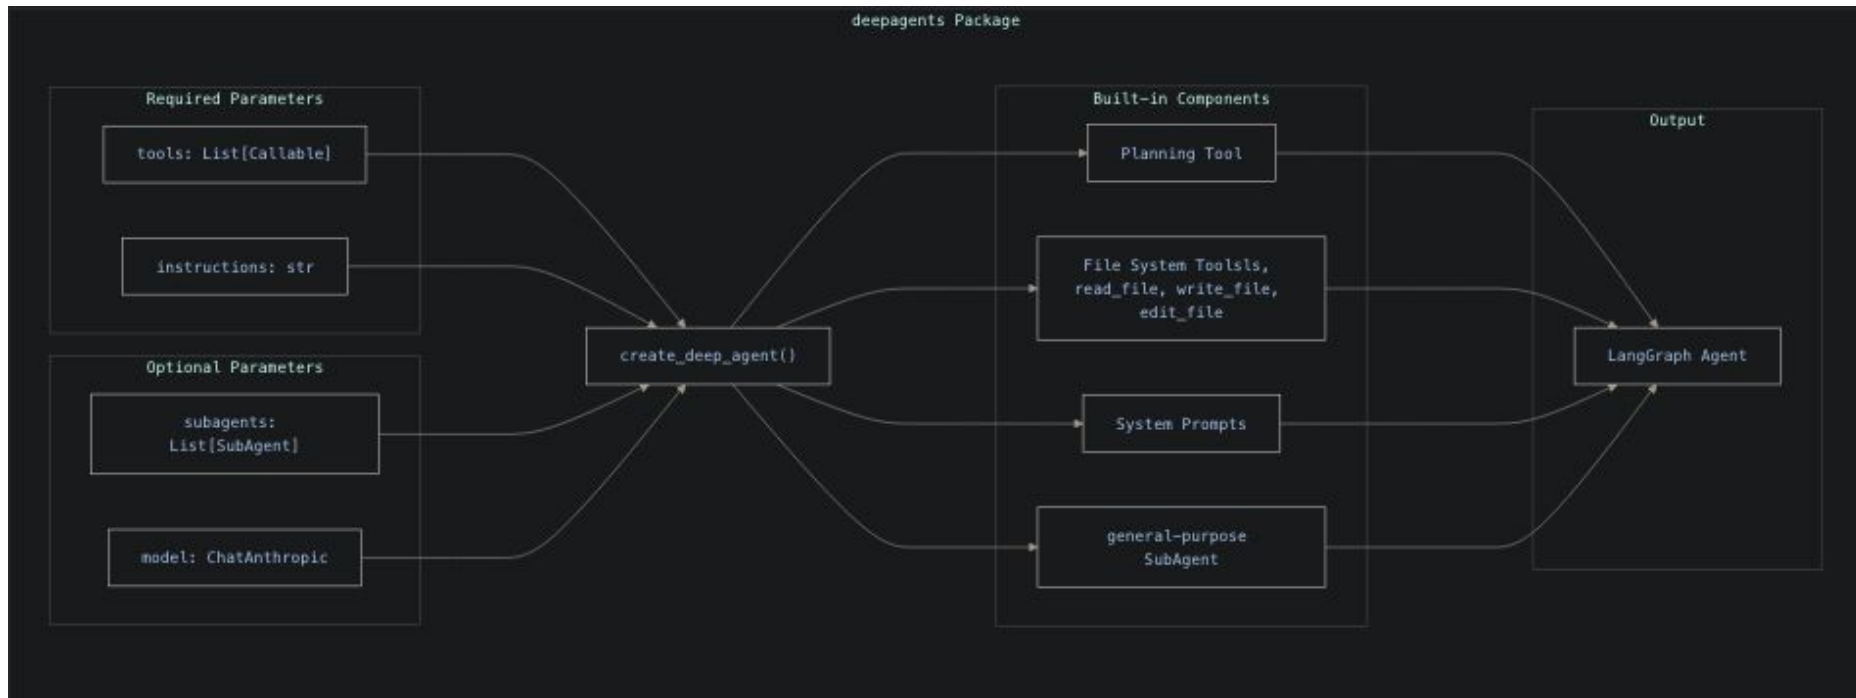 deepagents Package
Required Parameters
tools: List[Callable]
instructions: str
Optional Parameters
subagents:
List[SubAgent]
model: ChatAnthropic
create_deep_agent()
Built-in Components
Planning Tool
File System Toolsls,
read_file, write_file,
edit_file
System Prompts
general-purpose
SubAgent
Output
LangGraph Agent